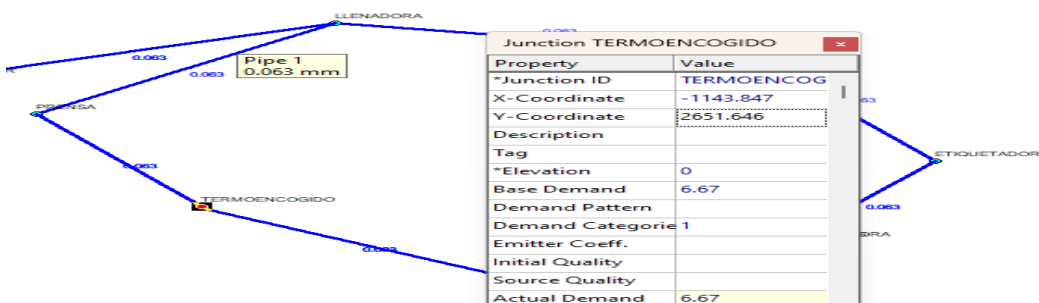 LLENADORA
0.063
Pipe 1
0.063 mm
0.063
PRENSA
0.063
TERMOENCOGIDO
0.063
Junction TERMOENCOGIDO
×
Property Value
*Junction ID TERMOENCOG
X-Coordinate -1143.847
Y-Coordinate 2651.646
Description
Tag
*Elevation 0
Base Demand 6.67
Demand Pattern
Demand Categorie 1
Emitter Coeff.
Initial Quality
Source Quality
Actual Demand 6.67
63
ETIQUETADOR
0.063
DRA